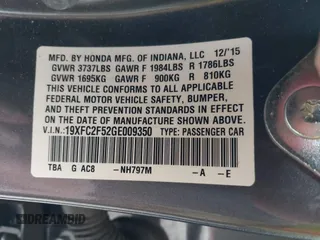 MFD. BY HONDA MFG. OF INDIANA, LLC 12/'15
GVWR 3737LBS GAWR F 1984LBS R 1786LBS
GVWR 1695KG GAWR F 900KG R 810KG
THIS VEHICLE CONFORMS TO ALL APPLICABLE
FEDERAL MOTOR VEHICLE SAFETY, BUMPER,
AND THEFT PREVENTION STANDARDS IN EFFECT
ON THE DATE OF MANUFACTURE SHOWN ABOVE.
V.I.N.: 19XFC2F52GE009350 TYPE: PASSENGER CAR
TBA G AC8 -NH797M -A -E
IDREAMBID